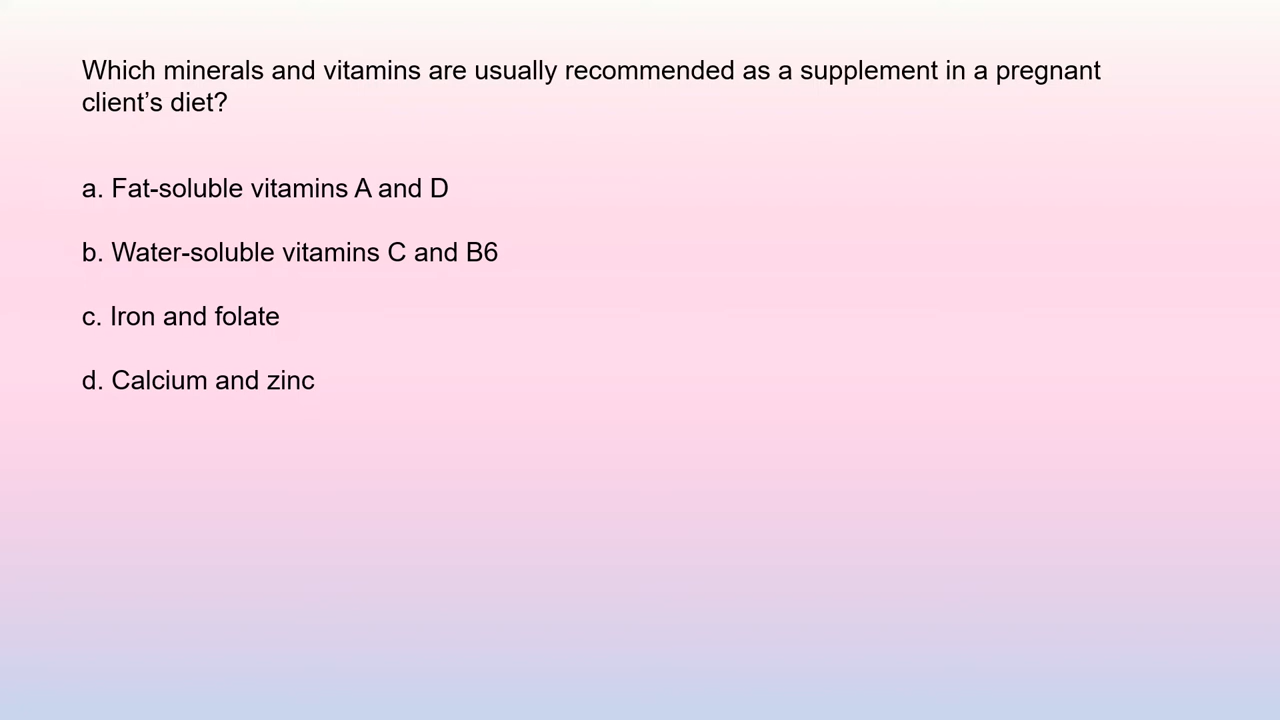 Which minerals and vitamins are usually recommended as a supplement in a pregnant
client’s diet?
a. Fat-soluble vitamins A and D
b. Water-soluble vitamins C and B6
c. Iron and folate
d. Calcium and zinc